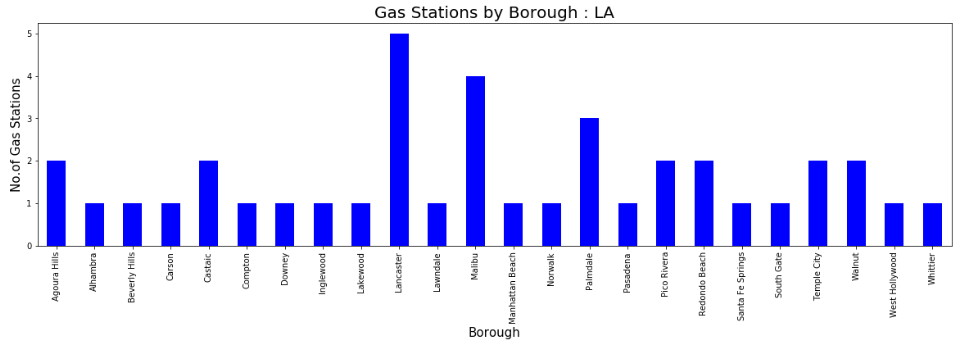 Gas Stations by Borough : LA
No.of Gas Stations
5
4
3
2
1
0
Agoura Hills
Alhambra
Beverly Hills
Carson
Castaic
Compton
Downey
Inglewood
Lakewood
Lancaster
Lawndale
Malibu
Manhattan Beach
Norwalk
Palmdale
Pasadena
Pico Rivera
Redondo Beach
Santa Fe Springs
South Gate
Temple City
Walnut
West Hollywood
Whittier
Borough